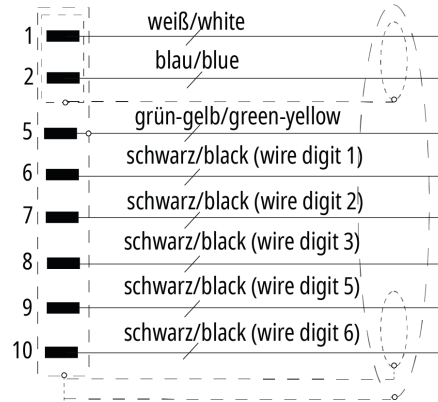 1 weiß/white
2 blau/blue
5 grün-gelb/green-yellow
6 schwarz/black (wire digit 1)
7 schwarz/black (wire digit 2)
8 schwarz/black (wire digit 3)
9 schwarz/black (wire digit 5)
10 schwarz/black (wire digit 6)